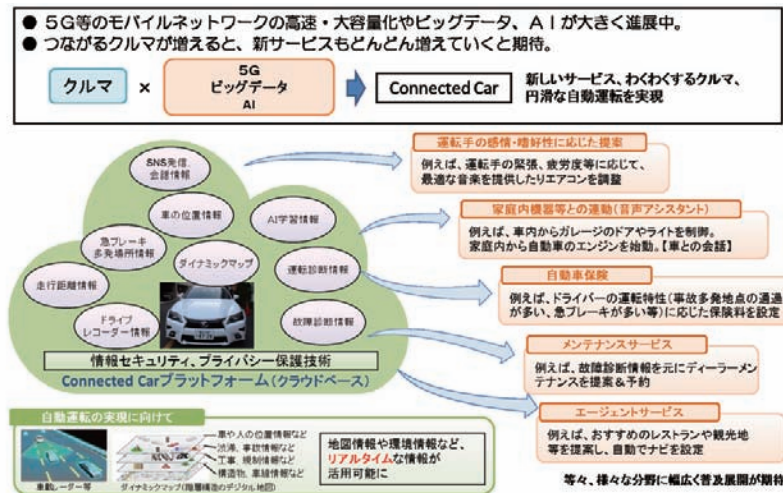 ● 5G等のモバイルネットワークの高速・大容量化やビッグデータ、AIが大きく進展中。
● つながるクルマが増えると、新サービスもどんどん増えていくと期待。
クルマ
×
5G
ビッグデータ
AI
Connected Car
新しいサービス、わくわくするクルマ、
円滑な自動運転を実現
SNS発信、
会話情報
車の位置情報
AI学習情報
急ブレーキ
多発場所情報
ダイナミックマップ
運転診断情報
走行距離情報
ドライブ
レコーダー情報
故障診断情報
情報セキュリティ、プライバシー保護技術
Connected Carプラットフォーム(クラウドベース)
運転手の感情・嗜好性に応じた提案
例えば、運転手の緊張、疲労度等に応じて、
最適な音楽を提供したりエアコンを調整
家庭内機器等との連動(音声アシスタント)
例えば、車内からガレージのドアやライトを制御。
家庭内から自動車のエンジンを始動。【車との会話】
自動車保険
例えば、ドライバーの運転特性(事故多発地点の通過
が多い、急ブレーキが多い等)に応じた保険料を設定
メンテナンスサービス
例えば、故障診断情報を元にディーラーメン
テナンスを提案&予約
エージェントサービス
例えば、おすすめのレストランや観光地
等を提案し、自動でナビを設定
等々、様々な分野に幅広く普及展開が期待
自動運転の実現に向けて
車載レーダー等
車や人の位置情報など
渋滞、事故情報など
工事、規制情報など
構造物、車線情報など
ダイナミックマップ(階層構造のデジタル地図)
地図情報や環境情報など、
リアルタイムな情報が
活用可能に